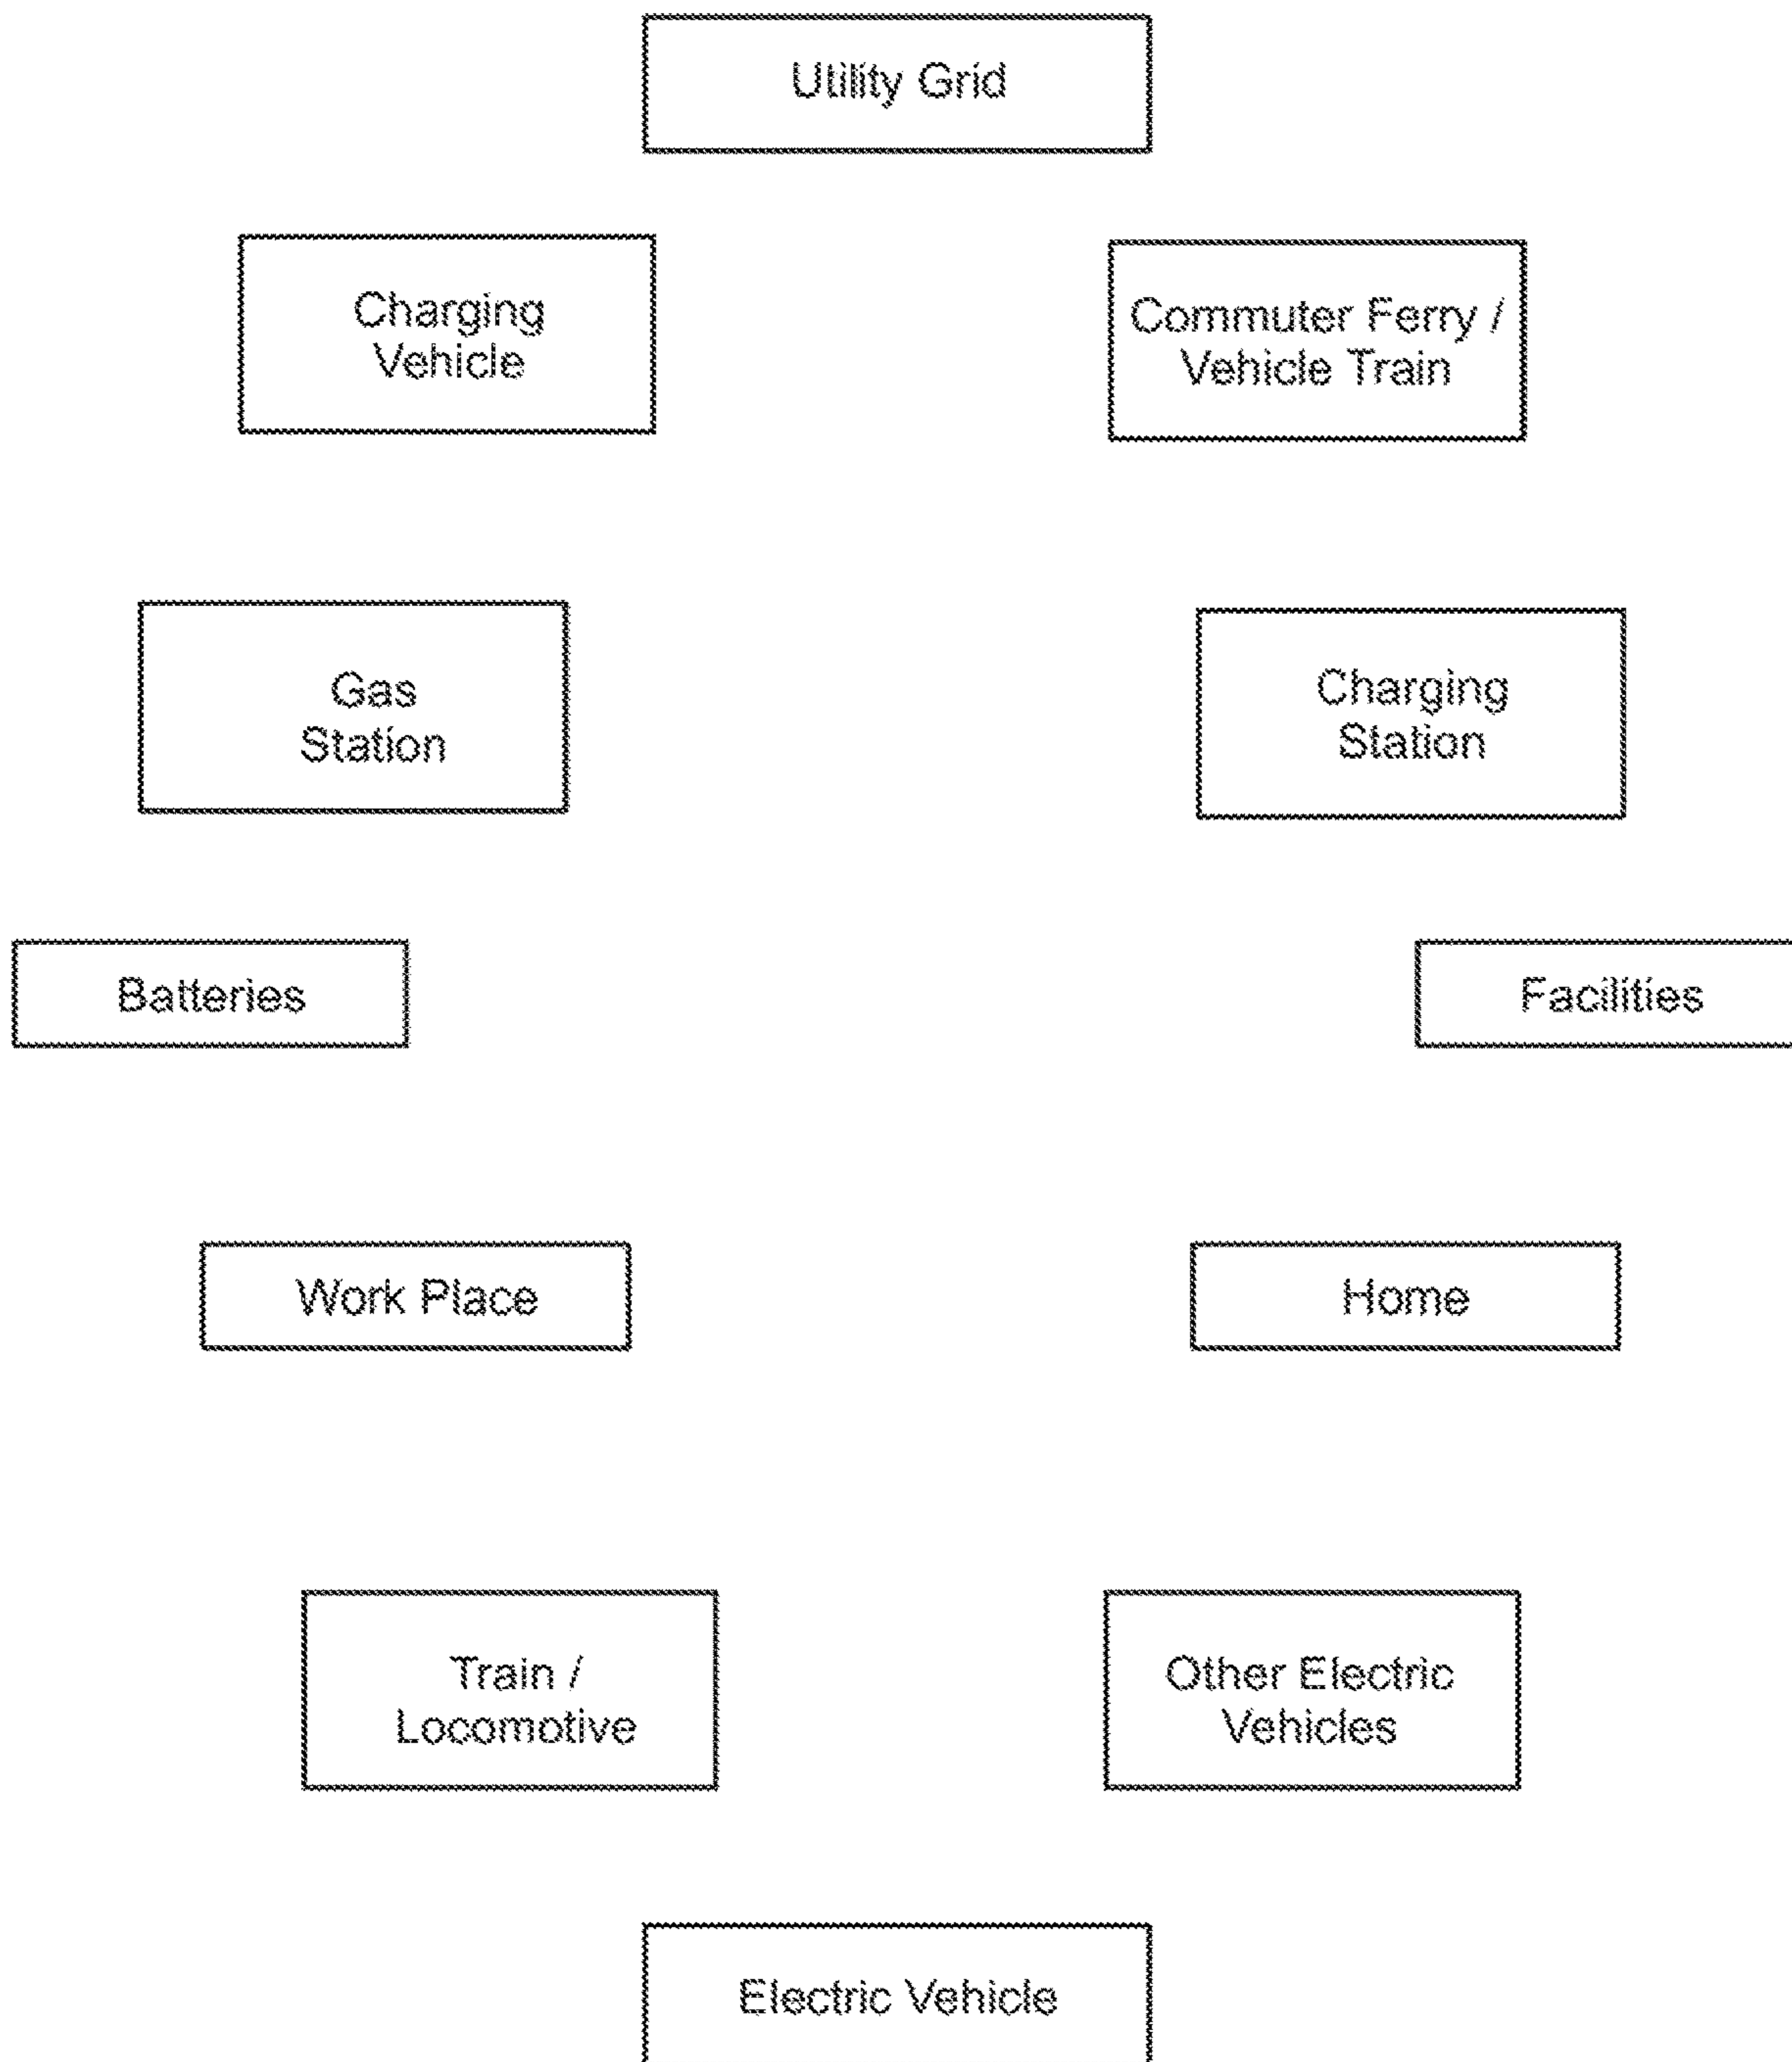 Utility Grid
Charging
Vehicle
Commuter Ferry /
Vehicle Train
Gas
Station
Charging
Station
Batteries
Facilities
Work Place
Home
Train /
Locomotive
Other Electric
Vehicles
Electric Vehicle